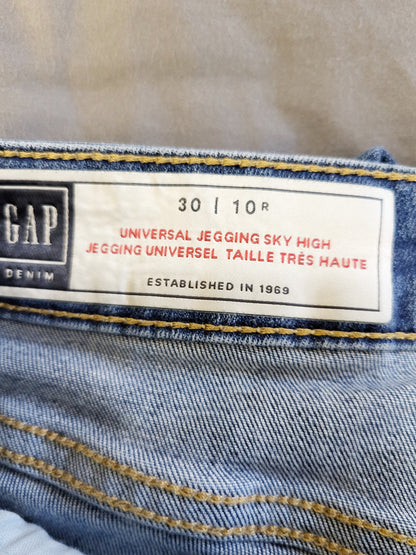 GAP
DENIM
30 | 10R
UNIVERSAL JEGGING SKY HIGH
JEGGING UNIVERSEL TAILLE TRÈS HAUTE
ESTABLISHED IN 1969